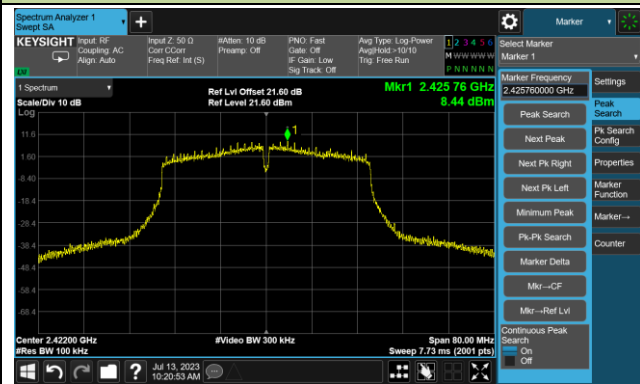 Spectrum Analyzer 1
Swept SA
Marker
KEYSIGHT
Input: RF
Coupling: AC
Align: Auto
Input Z: 50 Ω
Corr CCorr
Freq Ref: Int (S)
#Atten: 10 dB
Preamp: Off
PNO: Fast
Gate: Off
IF Gain: Low
Sig Track: Off
Avg Type: Log-Power
Avg|Hold:>10/10
Trig: Free Run
1 2 3 4 5 6
M W W W W W
P N N N N N
LXI
1 Spectrum
Scale/Div 10 dB
Log
Ref Lvl Offset 21.60 dB
Ref Level 21.60 dBm
Mkr1 2.425 76 GHz
8.44 dBm
1
11.6
1.60
-8.40
-18.4
-28.4
-38.4
-48.4
-58.4
-68.4
Center 2.42200 GHz
#Res BW 100 kHz
#Video BW 300 kHz
Span 80.00 MHz
Sweep 7.73 ms (2001 pts)
Select Marker
Marker 1
Marker Frequency
2.425760000 GHz
Peak Search
Next Peak
Next Pk Right
Next Pk Left
Minimum Peak
Pk-Pk Search
Marker Delta
Mkr→CF
Mkr→Ref Lvl
Continuous Peak
Search
On
Off
Settings
Peak
Search
Pk Search
Config
Properties
Marker
Function
Marker→
Counter
Jul 13, 2023
10:20:53 AM